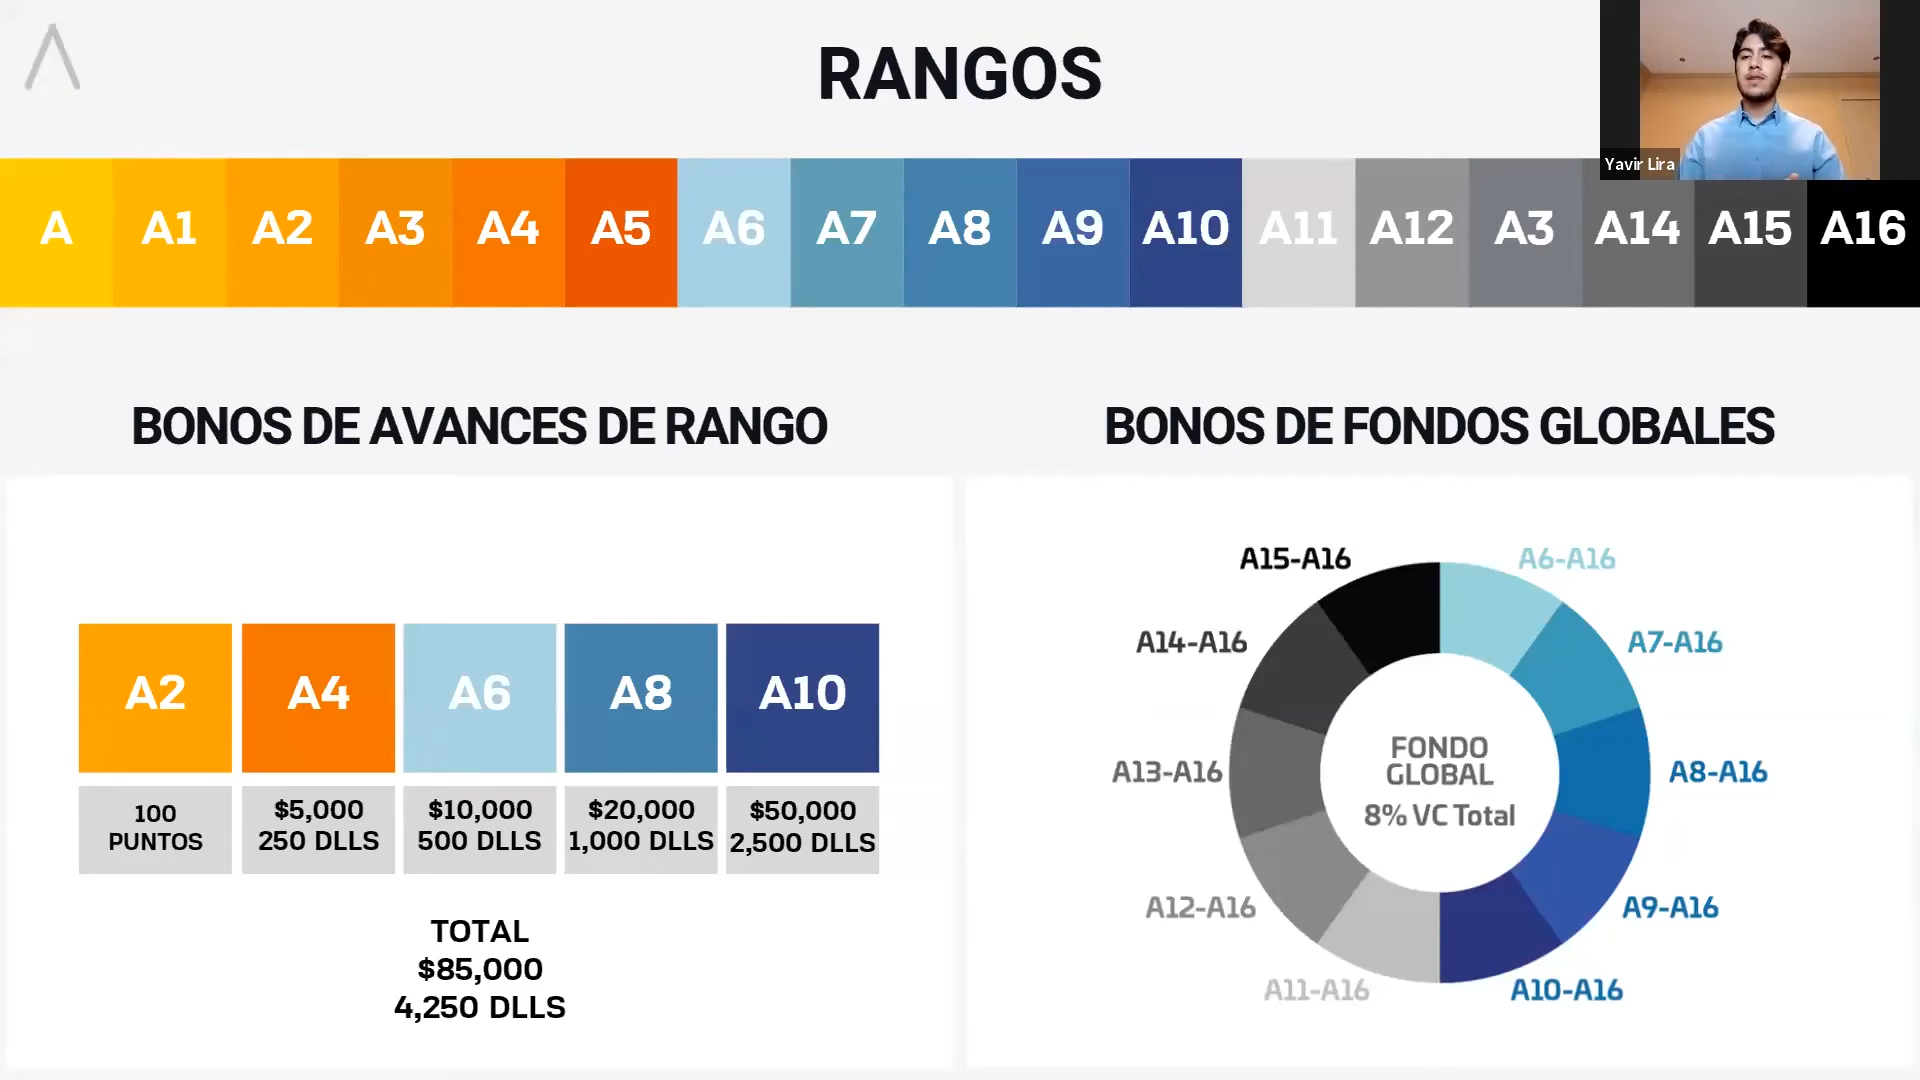 RANGOS
Yavir Lira
A A1 A2 A3 A4 A5 A6 A7 A8 A9 A10 A11 A12 A3 A14 A15 A16
BONOS DE AVANCES DE RANGO
A2 A4 A6 A8 A10
100 PUNTOS
$5,000
250 DLLS
$10,000
500 DLLS
$20,000
1,000 DLLS
$50,000
2,500 DLLS
TOTAL
$85,000
4,250 DLLS
BONOS DE FONDOS GLOBALES
A15-A16
A6-A16
A14-A16
A7-A16
A13-A16
A8-A16
A12-A16
A9-A16
A11-A16
A10-A16
FONDO
GLOBAL
8% VC Total